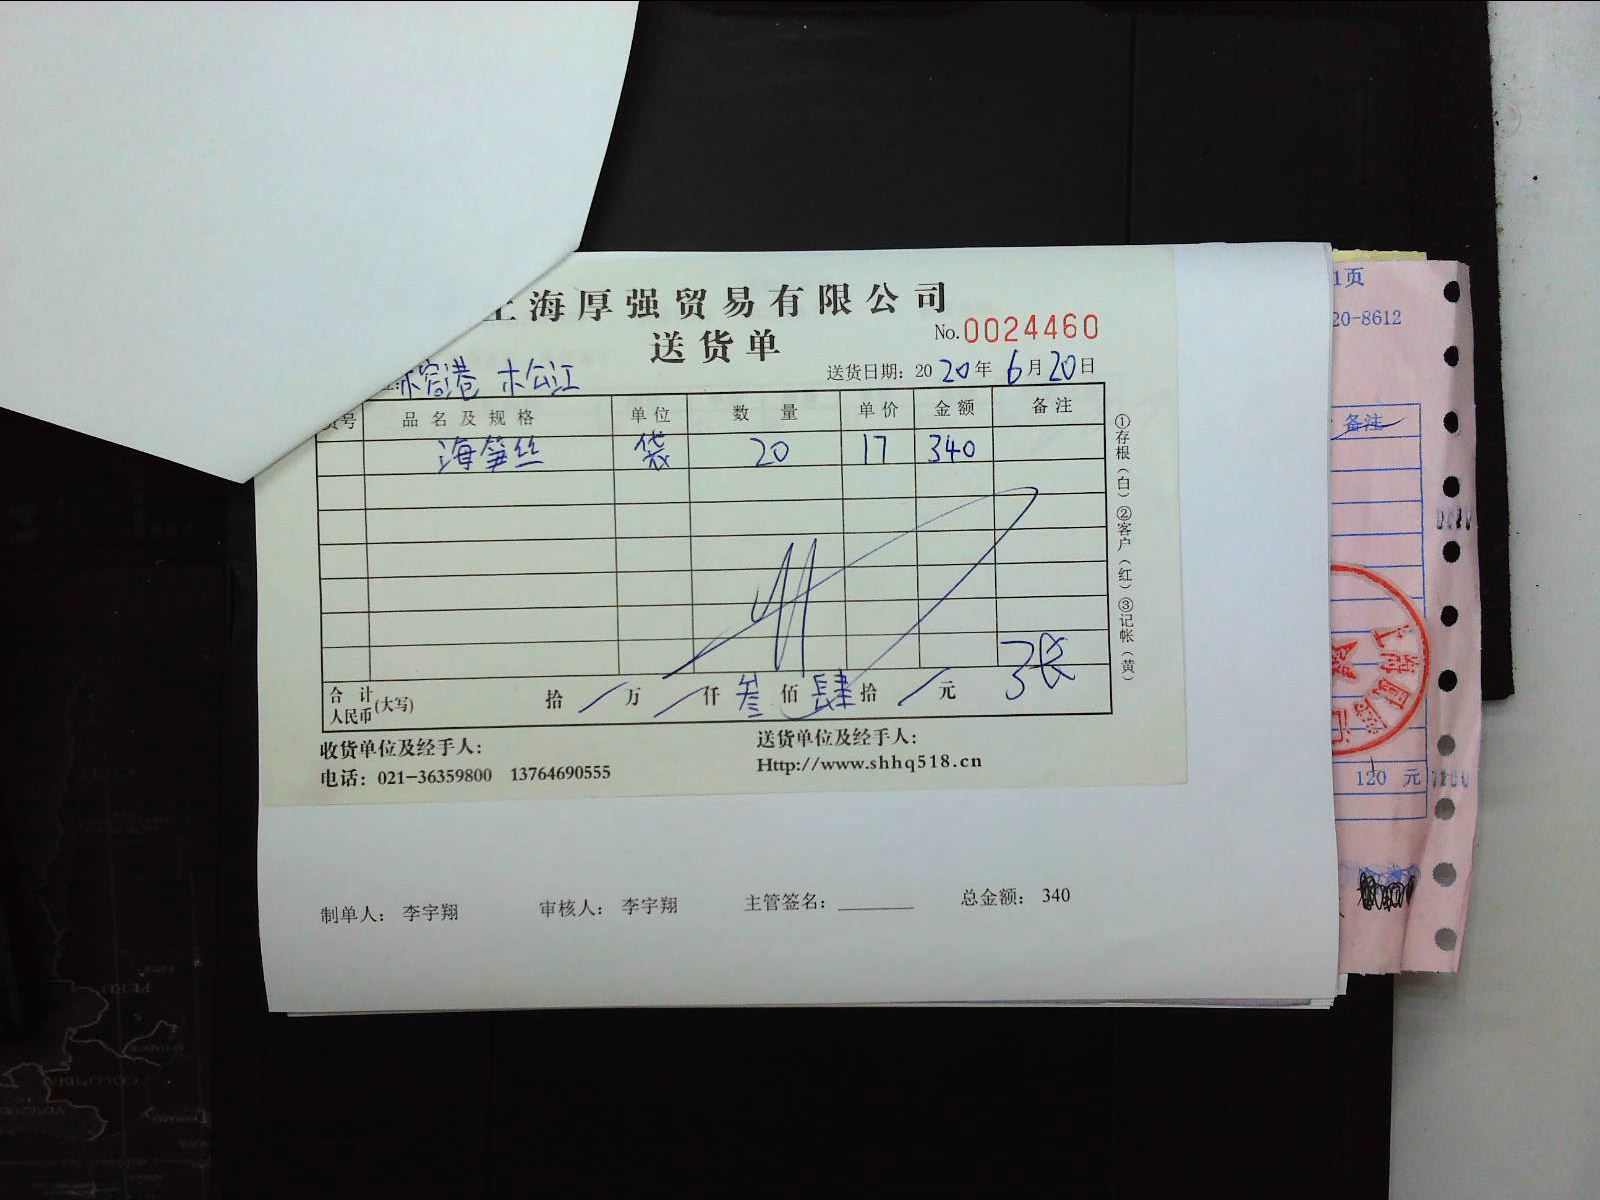 上海厚强贸易有限公司
送货单
No.0024460
港 松江
送货日期：2020年6月20日
号 品名及规格 单位 数量 单价 金额 备注
海笋丝 袋 20 17 340
3张
合计人民币(大写) 拾 万 仟 叁 佰 肆 拾 元
①存根（白）②客户（红）③记帐（黄）
收货单位及经手人：
送货单位及经手人：
电话：021-36359800 13764690555
Http://www.shhq518.cn
制单人： 李宇翔 审核人： 李宇翔 主管签名：________ 总金额： 340
1页
20-8612
备注
120 元